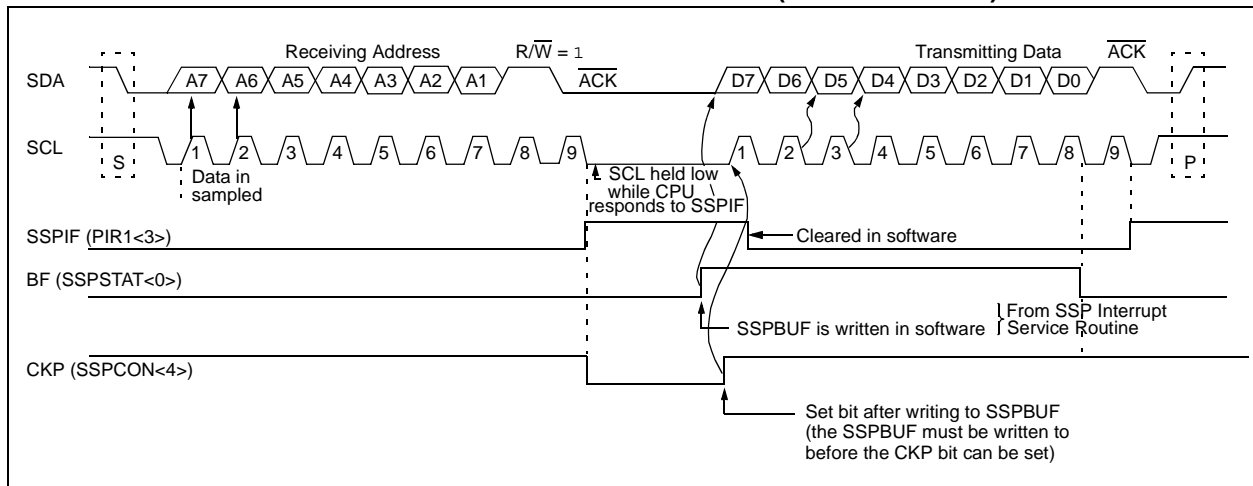 Receiving Address R/W = 1 Transmitting Data ACK
SDA A7 A6 A5 A4 A3 A2 A1 ACK D7 D6 D5 D4 D3 D2 D1 D0
SCL S 1 2 3 4 5 6 7 8 9 1 2 3 4 5 6 7 8 9 P
Data in
sampled
SCL held low
while CPU
responds to SSPIF
SSPIF (PIR1<3>)
Cleared in software
BF (SSPSTAT<0>)
SSPBUF is written in software
From SSP Interrupt
Service Routine
CKP (SSPCON<4>)
Set bit after writing to SSPBUF
(the SSPBUF must be written to
before the CKP bit can be set)